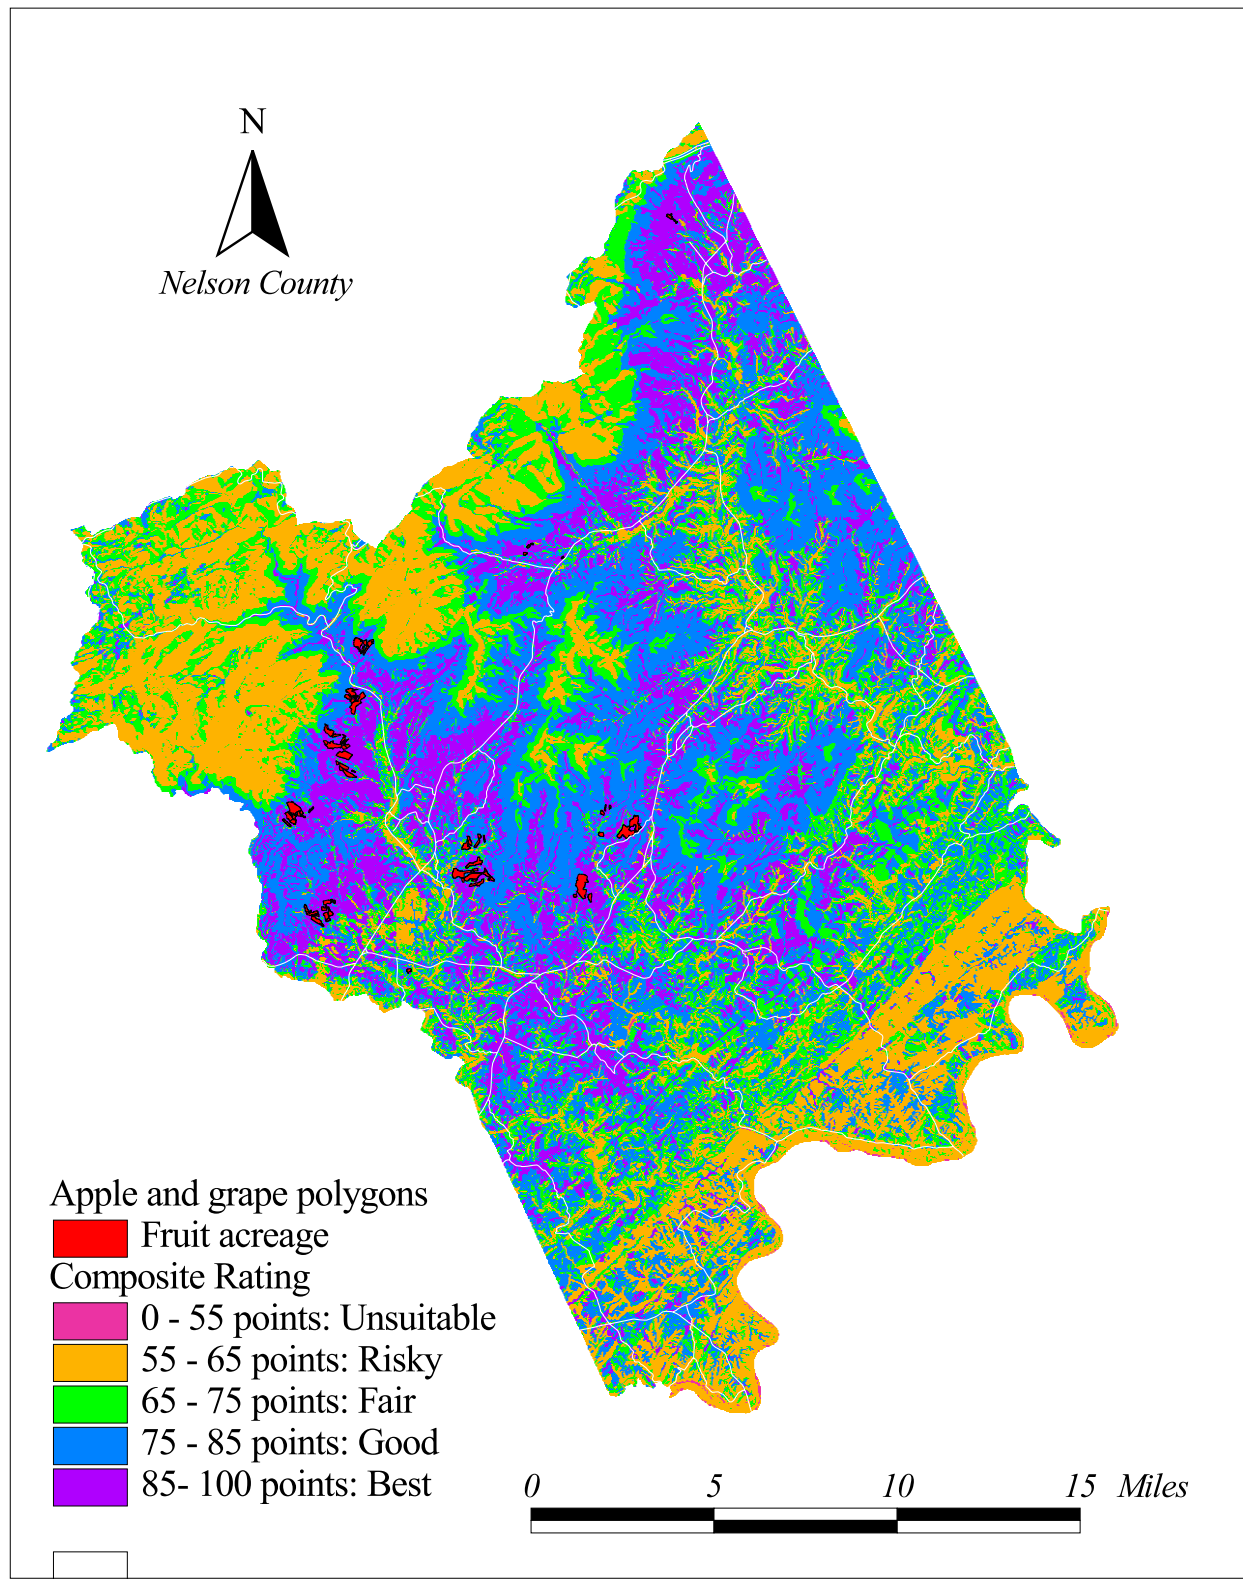 N
Nelson County
Apple and grape polygons
Fruit acreage
Composite Rating
0 - 55 points: Unsuitable
55 - 65 points: Risky
65 - 75 points: Fair
75 - 85 points: Good
85- 100 points: Best
0 5 10 15 Miles